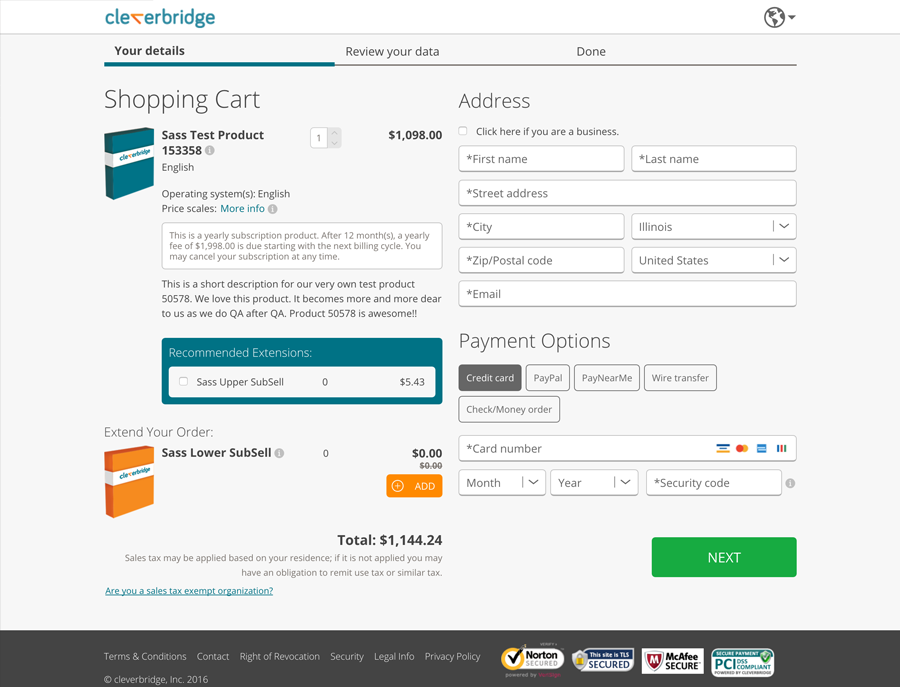 cleverbridge
Your details
Review your data
Done
Shopping Cart
Sass Test Product
153358
English
1
$1,098.00
cleverbridge
Operating system(s): English
Price scales: More info
This is a yearly subscription product. After 12 month(s), a yearly
fee of $1,998.00 is due starting with the next billing cycle. You
may cancel your subscription at any time.
This is a short description for our very own test product
50578. We love this product. It becomes more and more dear
to us as we do QA after QA. Product 50578 is awesome!!
Recommended Extensions:
Sass Upper SubSell 0 $5.43
Extend Your Order:
Sass Lower SubSell 0 $0.00
$0.00
cleverbridge
ADD
Total: $1,144.24
Sales tax may be applied based on your residence; if it is not applied you may
have an obligation to remit use tax or similar tax.
Are you a sales tax exempt organization?
Address
Click here if you are a business.
*First name
*Last name
*Street address
*City
Illinois
*Zip/Postal code
United States
*Email
Payment Options
Credit card
PayPal
PayNearMe
Wire transfer
Check/Money order
*Card number
Month
Year
*Security code
NEXT
Terms & Conditions Contact Right of Revocation Security Legal Info Privacy Policy
© cleverbridge, Inc. 2016
Norton
SECURED
powered by
This site is TLS
SECURED
McAfee
SECURE
SECURE PAYMENT
PCI DSS
COMPLIANT
POWERED BY CLEVERBRIDGE